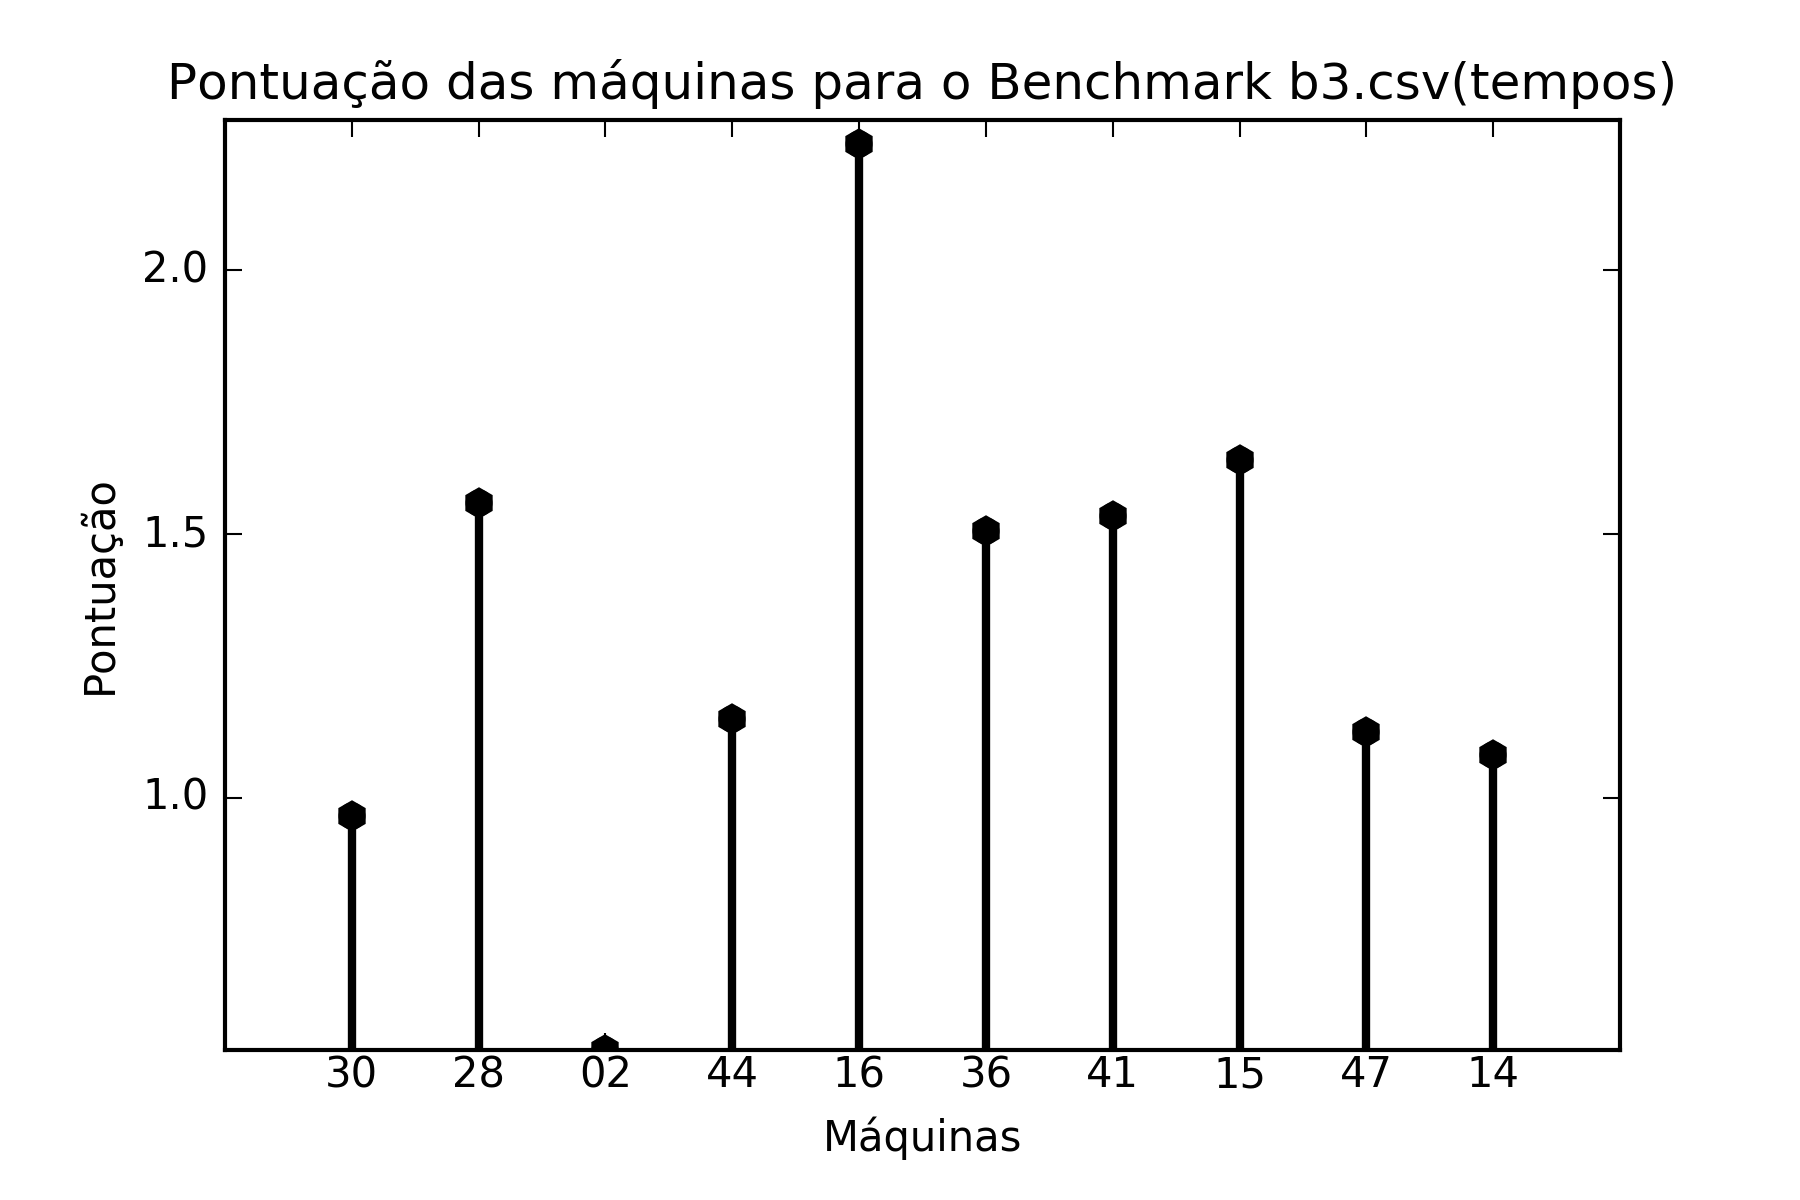 Pontuação das máquinas para o Benchmark b3.csv(tempos)
2.0
1.5
1.0
Pontuação
30 28 02 44 16 36 41 15 47 14
Máquinas